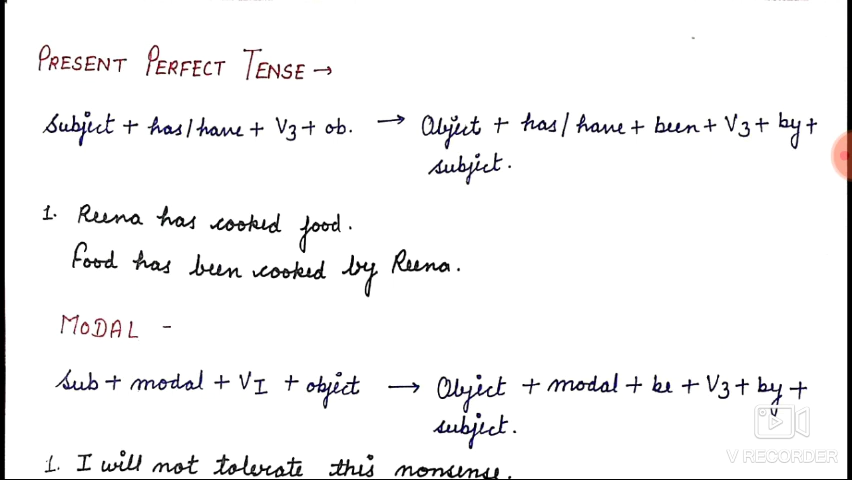 PRESENT PERFECT TENSE →
Subject + has/have + V3 + ob. → Object + has/have + been + V3 + by +
subject.
1. Reena has cooked food.
Food has been cooked by Reena.
MODAL -
Sub + modal + VI + object → Object + modal + be + V3 + by +
subject.
V RECORDER
1. I will not tolerate this nonsense.